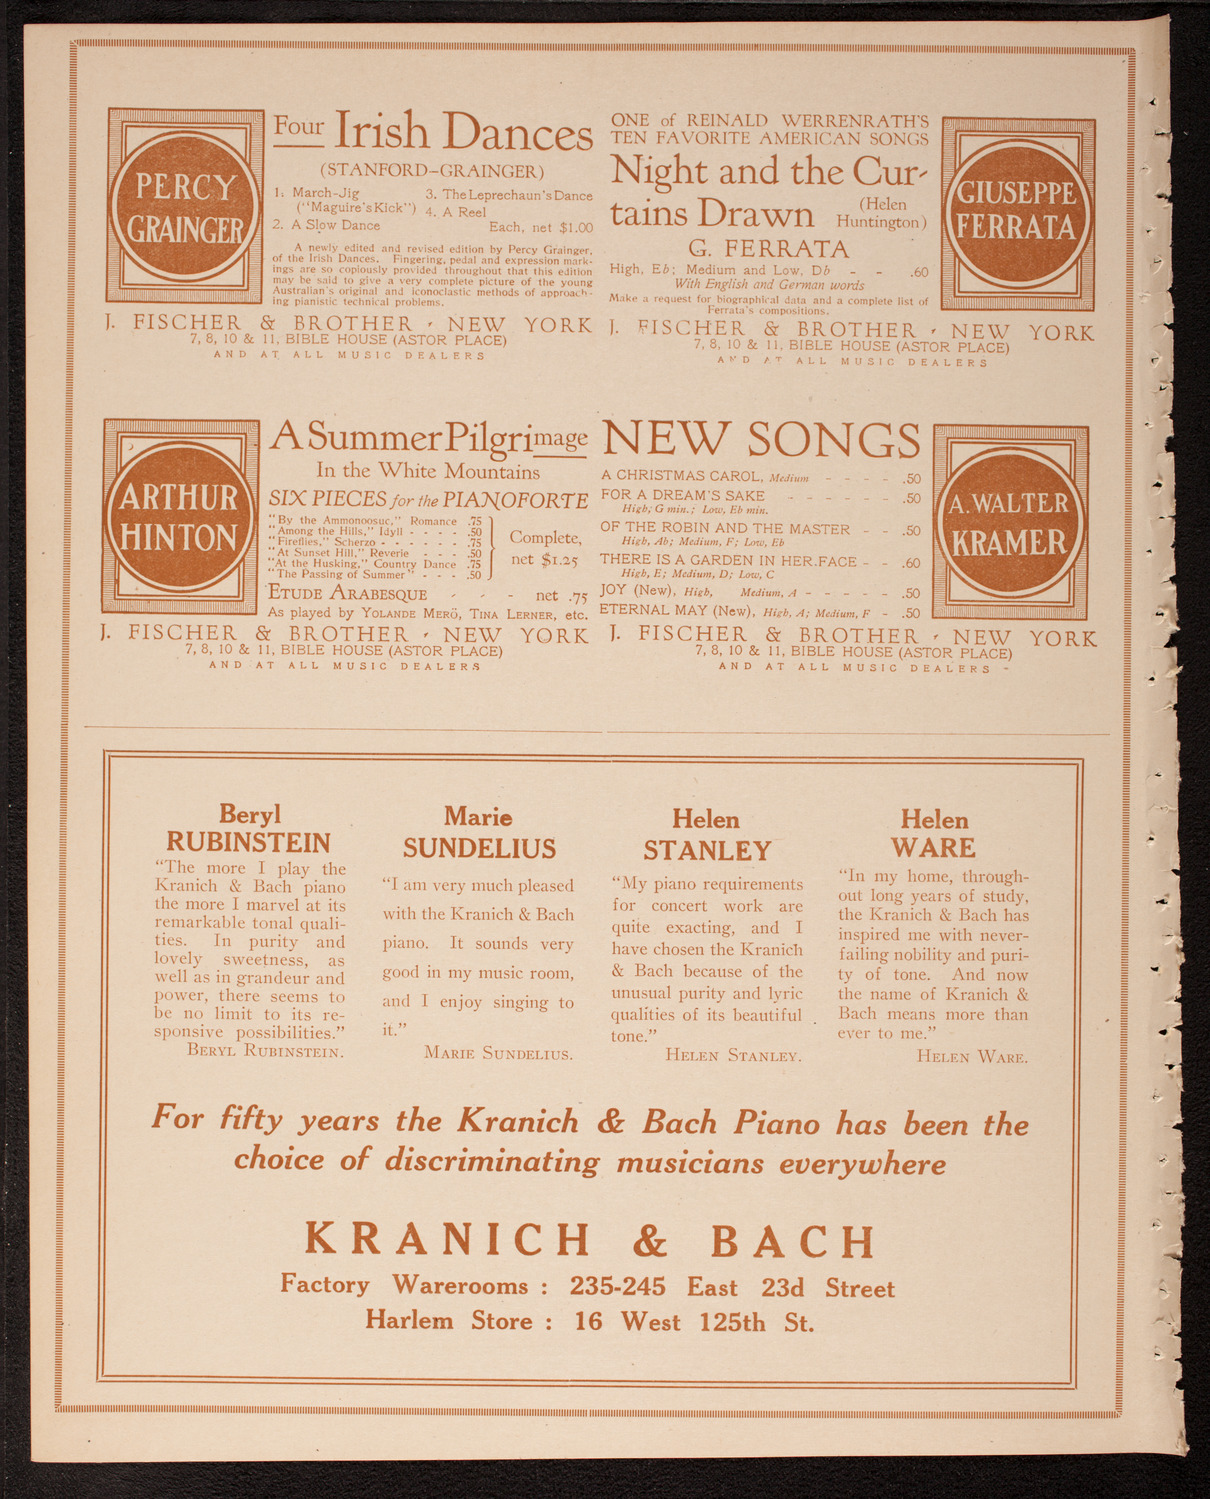 PERCY
GRAINGER
Four Irish Dances
(STANFORD-GRAINGER)
1. March-Jig
("Maguire's Kick")
2. A Slow Dance
3. The Leprechaun's Dance
4. A Reel
Each, net $1.00
A newly edited and revised edition by Percy Grainger,
of the Irish Dances. Fingering, pedal and expression mark-
ings are so copiously provided throughout that this edition
may be said to give a very complete picture of the young
Australian's original and iconoclastic methods of approach-
ing pianistic technical problems.
J. FISCHER & BROTHER - NEW YORK
7, 8, 10 & 11, BIBLE HOUSE (ASTOR PLACE)
AND AT ALL MUSIC DEALERS
ONE of REINALD WERRENRATH'S
TEN FAVORITE AMERICAN SONGS
Night and the Cur-
tains Drawn (Helen
Huntington)
G. FERRATA
High, Eb; Medium and Low, Db - - .60
With English and German words
Make a request for biographical data and a complete list of
Ferrata's compositions.
GIUSEPPE
FERRATA
J. FISCHER & BROTHER - NEW YORK
7, 8, 10 & 11, BIBLE HOUSE (ASTOR PLACE)
AND AT ALL MUSIC DEALERS
ARTHUR
HINTON
A Summer Pilgrimage
In the White Mountains
SIX PIECES for the PIANOFORTE
"By the Ammonoosuc," Romance .75
"Among the Hills," Idyll - - - - .50
"Fireflies," Scherzo - - - - - - .75
"At Sunset Hill," Reverie - - - .50
"At the Husking," Country Dance .75
"The Passing of Summer" - - - .50
Complete,
net $1.25
ETUDE ARABESQUE - - - net .75
As played by YOLANDE MERÖ, TINA LERNER, etc.
J. FISCHER & BROTHER - NEW YORK
7, 8, 10 & 11, BIBLE HOUSE (ASTOR PLACE)
AND AT ALL MUSIC DEALERS
NEW SONGS
A CHRISTMAS CAROL, Medium - - - - .50
FOR A DREAM'S SAKE - - - - - - .50
High; G min.; Low, Eb min.
OF THE ROBIN AND THE MASTER - - .50
High, Ab; Medium, F; Low, Eb
THERE IS A GARDEN IN HER FACE - - .60
High, E; Medium, D; Low, C
JOY (New), High, Medium, A - - - - - .50
ETERNAL MAY (New), High, A; Medium, F - .50
A. WALTER
KRAMER
J. FISCHER & BROTHER - NEW YORK
7, 8, 10 & 11, BIBLE HOUSE (ASTOR PLACE)
AND AT ALL MUSIC DEALERS
Beryl
RUBINSTEIN
"The more I play the
Kranich & Bach piano
the more I marvel at its
remarkable tonal quali-
ties. In purity and
lovely sweetness, as
well as in grandeur and
power, there seems to
be no limit to its re-
sponsive possibilities."
BERYL RUBINSTEIN.
Marie
SUNDELIUS
"I am very much pleased
with the Kranich & Bach
piano. It sounds very
good in my music room,
and I enjoy singing to
it."
MARIE SUNDELIUS.
Helen
STANLEY
"My piano requirements
for concert work are
quite exacting, and I
have chosen the Kranich
& Bach because of the
unusual purity and lyric
qualities of its beautiful
tone."
HELEN STANLEY.
Helen
WARE
"In my home, through-
out long years of study,
the Kranich & Bach has
inspired me with never-
failing nobility and puri-
ty of tone. And now
the name of Kranich &
Bach means more than
ever to me."
HELEN WARE.
For fifty years the Kranich & Bach Piano has been the
choice of discriminating musicians everywhere
KRANICH & BACH
Factory Warerooms : 235-245 East 23d Street
Harlem Store : 16 West 125th St.